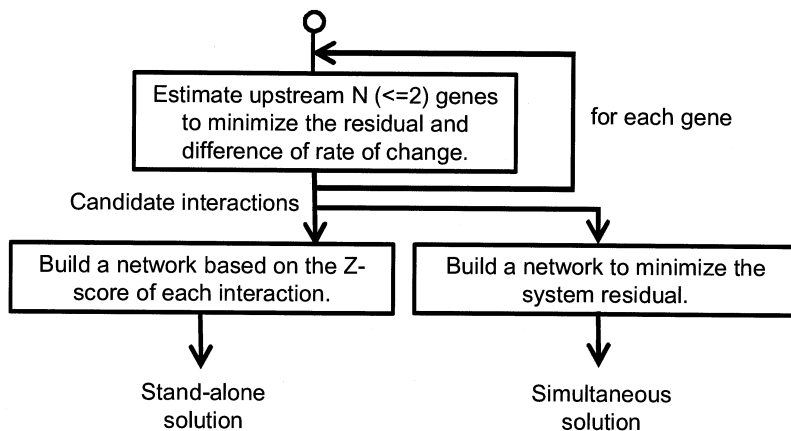 Estimate upstream N (<=2) genes
to minimize the residual and
difference of rate of change.
for each gene
Candidate interactions
Build a network based on the Z-
score of each interaction.
Build a network to minimize the
system residual.
Stand-alone
solution
Simultaneous
solution